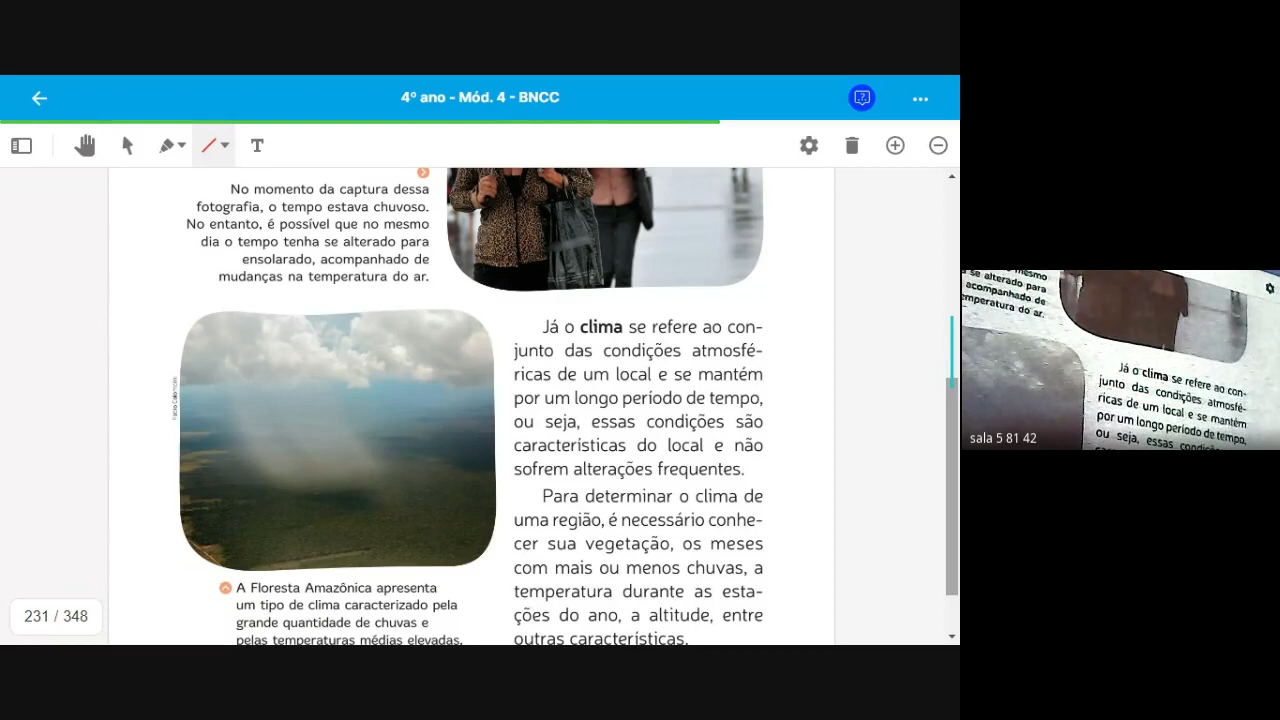 4º ano - Mód. 4 - BNCC
T
No momento da captura dessa
fotografia, o tempo estava chuvoso.
No entanto, é possível que no mesmo
dia o tempo tenha se alterado para
ensolarado, acompanhado de
mudanças na temperatura do ar.
Já o clima se refere ao con-
junto das condições atmosfé-
ricas de um local e se mantém
por um longo período de tempo,
ou seja, essas condições são
características do local e não
sofrem alterações frequentes.
Para determinar o clima de
uma região, é necessário conhe-
cer sua vegetação, os meses
com mais ou menos chuvas, a
temperatura durante as esta-
ções do ano, a altitude, entre
outras características.
A Floresta Amazônica apresenta
um tipo de clima caracterizado pela
grande quantidade de chuvas e
pelas temperaturas médias elevadas.
231 / 348
mesmo
a se alterado para
acompanhado de
mperatura do ar.
Já o clima se refere ao con-
junto das condições atmosfé-
ricas de um local e se mantém
por um longo período de tempo,
ou seja, essas
sala 5 81 42